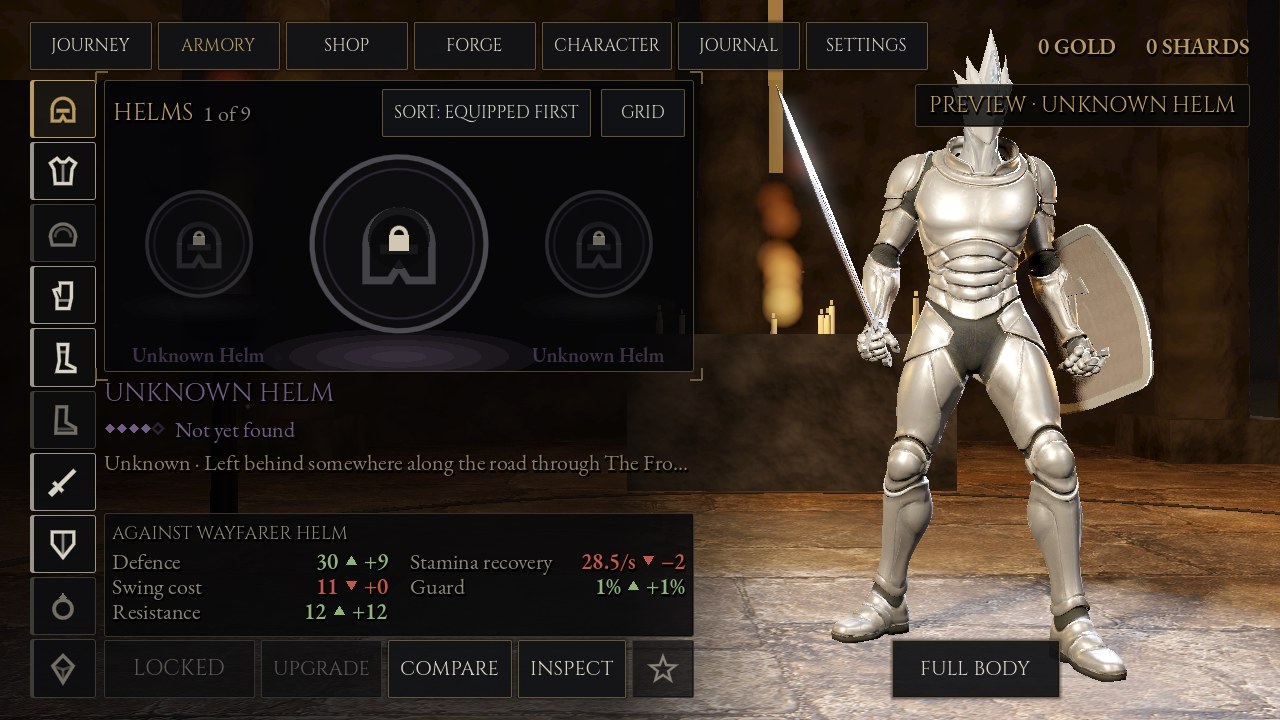 JOURNEY ARMORY SHOP FORGE CHARACTER JOURNAL SETTINGS 0 GOLD 0 SHARDS
HELMS 1 of 9 SORT: EQUIPPED FIRST GRID
PREVIEW · UNKNOWN HELM
Unknown Helm Unknown Helm
UNKNOWN HELM
Not yet found
Unknown · Left behind somewhere along the road through The Fro...
AGAINST WAYFARER HELM
Defence 30 ▲ +9 Stamina recovery 28.5/s ▼ −2
Swing cost 11 ▼ +0 Guard 1% ▲ +1%
Resistance 12 ▲ +12
LOCKED UPGRADE COMPARE INSPECT FULL BODY